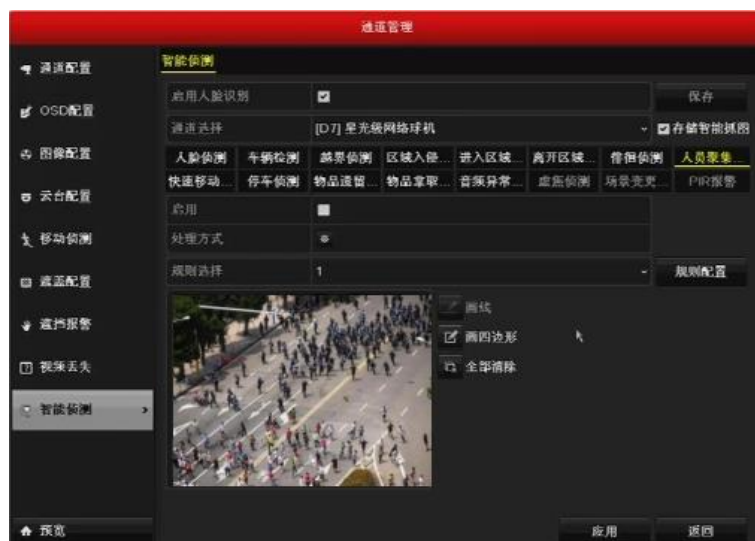 通道管理
通道配置
OSD配置
图像配置
云台配置
移动侦测
遮盖配置
遮挡报警
视频丢失
智能侦测
预览
智能侦测
启用人脸识别
保存
通道选择 [D7] 星光级网络球机
存储智能抓图
人脸侦测 车辆检测 越界侦测 区域入侵... 进入区域... 离开区域... 徘徊侦测 人员聚集...
快速移动... 停车侦测 物品遗留... 物品拿取... 音频异常... 虚焦侦测 场景变更... PIR报警
启用
处理方式
规则选择 1
规则配置
画线
画四边形
全部清除
应用 返回